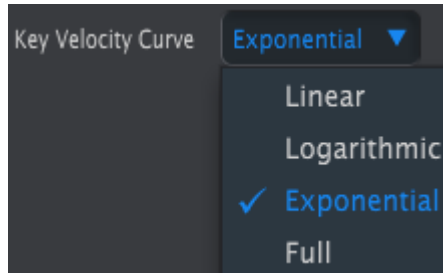 Key Velocity Curve Exponential
Linear
Logarithmic
Exponential
Full